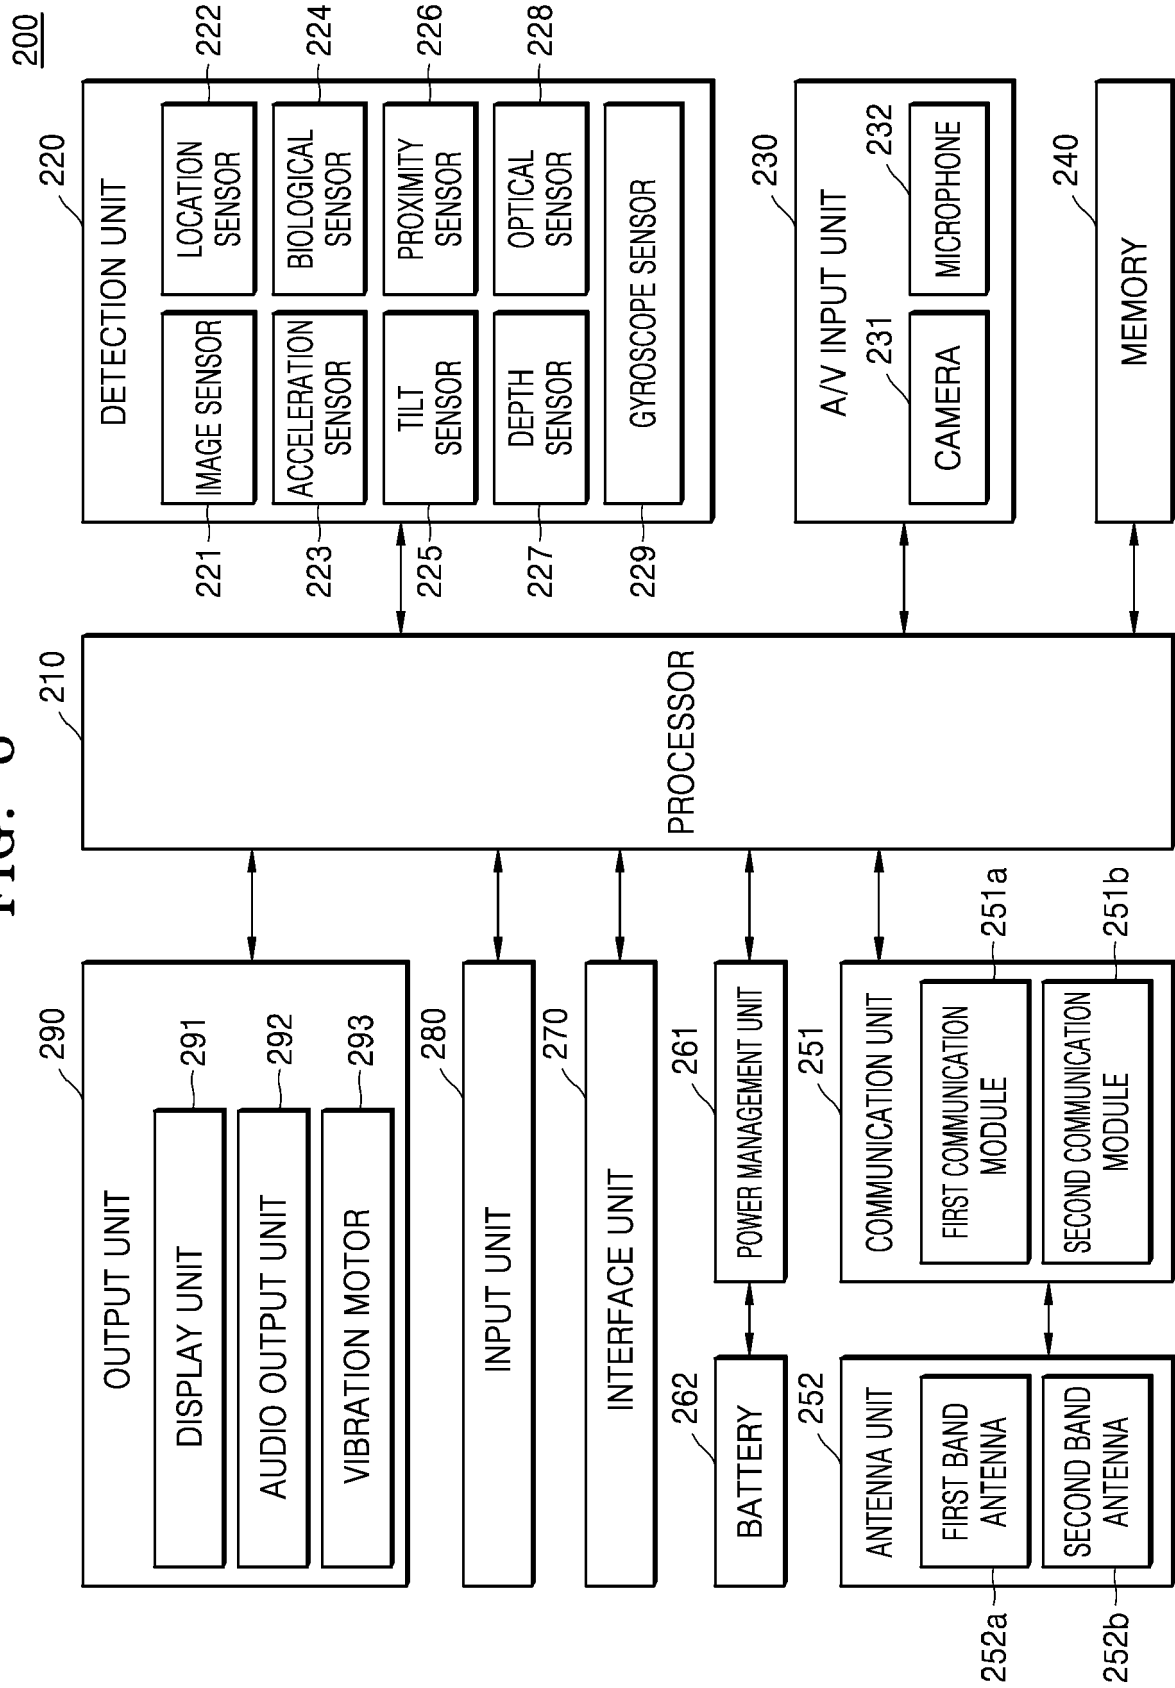 200
290
OUTPUT UNIT
DISPLAY UNIT
291
AUDIO OUTPUT UNIT
292
VIBRATION MOTOR
293
280
INPUT UNIT
270
INTERFACE UNIT
262
BATTERY
261
POWER MANAGEMENT UNIT
252
ANTENNA UNIT
FIRST BAND
ANTENNA
252a
SECOND BAND
ANTENNA
252b
251
COMMUNICATION UNIT
FIRST COMMUNICATION
MODULE
251a
SECOND COMMUNICATION
MODULE
251b
210
PROCESSOR
220
DETECTION UNIT
221
IMAGE SENSOR
222
LOCATION
SENSOR
223
ACCELERATION
SENSOR
224
BIOLOGICAL
SENSOR
225
TILT
SENSOR
226
PROXIMITY
SENSOR
227
DEPTH
SENSOR
228
OPTICAL
SENSOR
229
GYROSCOPE SENSOR
230
A/V INPUT UNIT
231
CAMERA
232
MICROPHONE
240
MEMORY